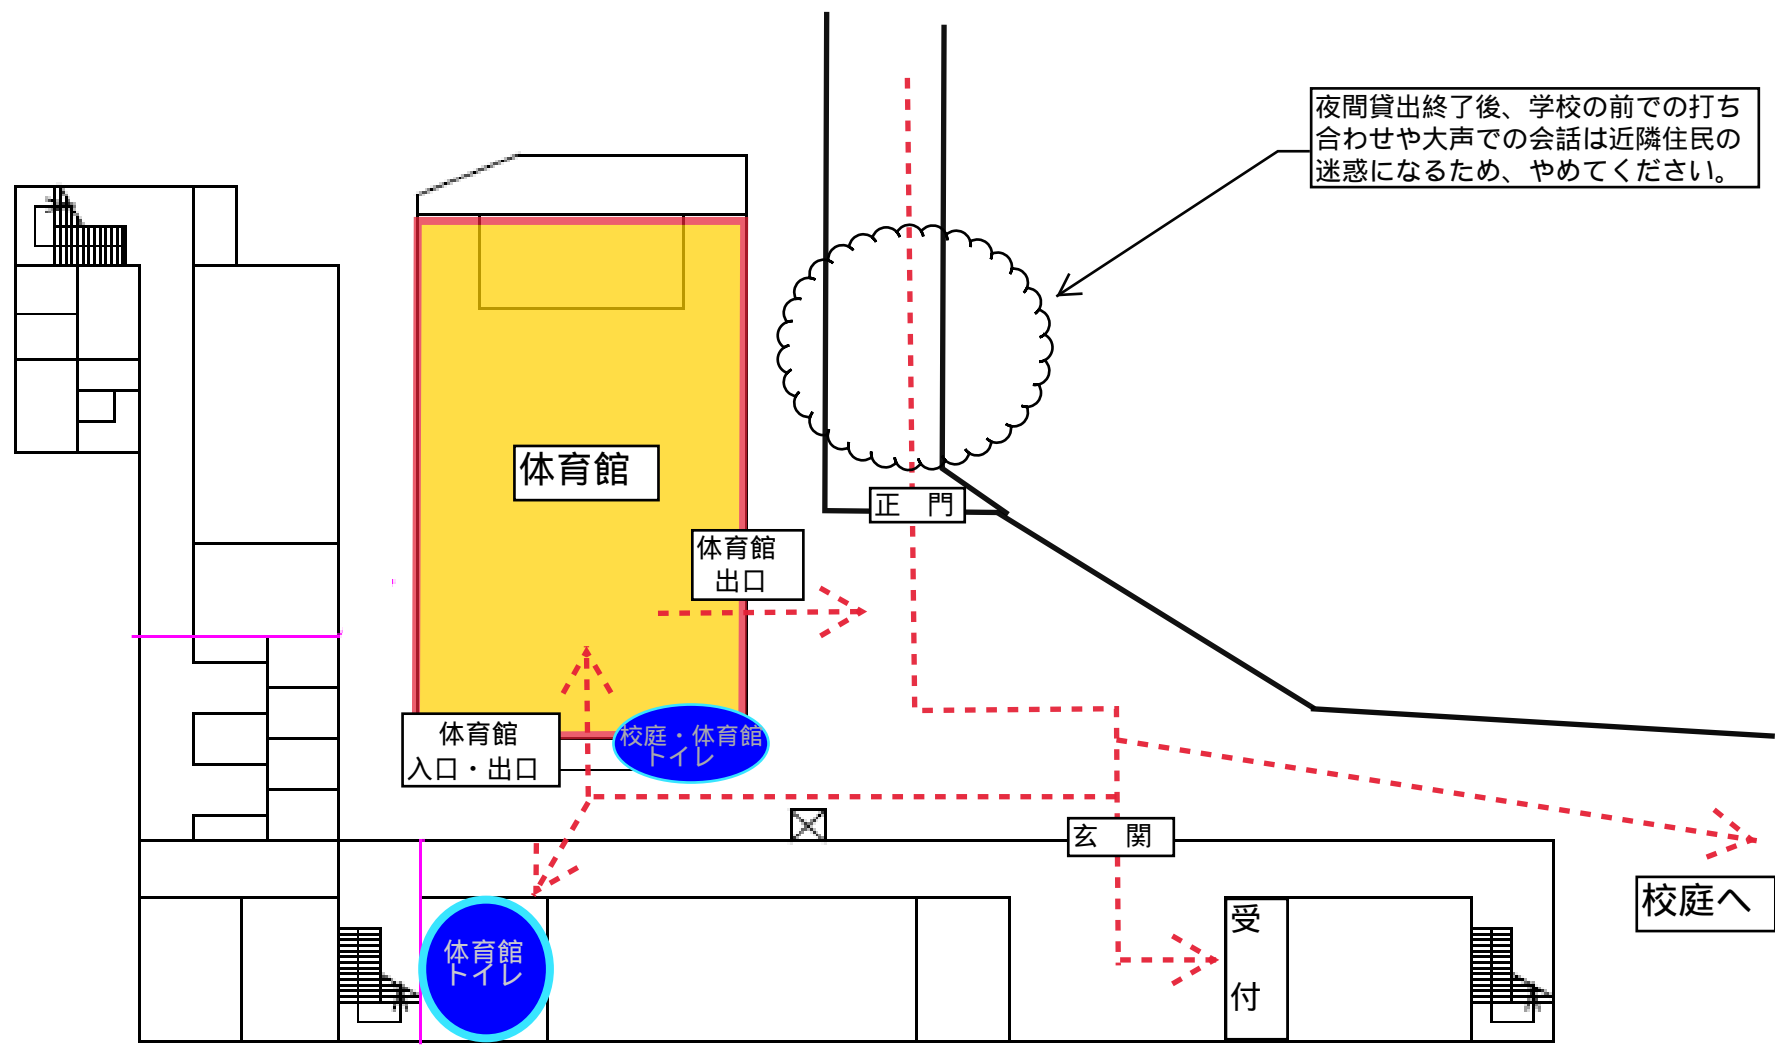 夜間貸出終了後、学校の前での打ち
合わせや大声での会話は近隣住民の
迷惑になるため、やめてください。
体育館
正　門
体育館
出口
体育館
入口・出口
校庭・体育館
トイレ
玄　関
校庭へ
受
付
体育館
トイレ